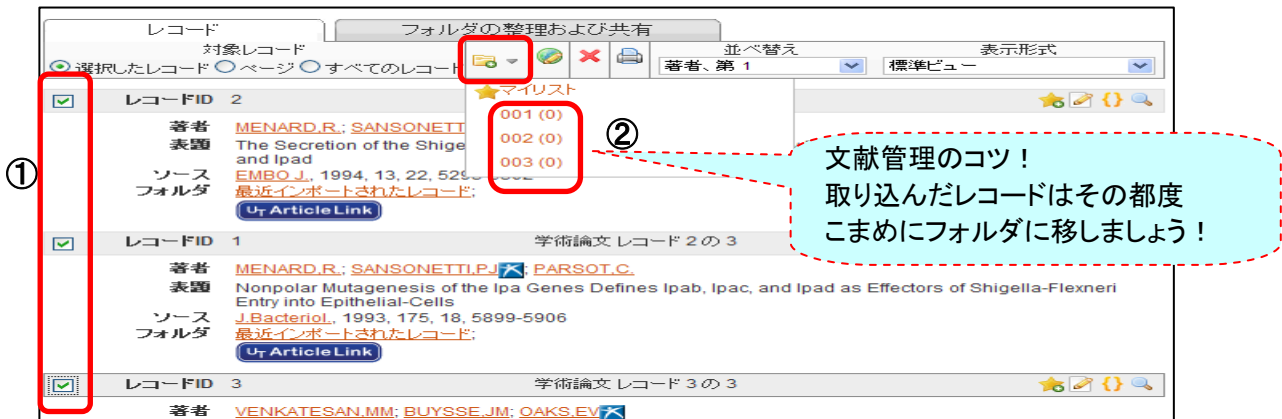 レコード フォルダの整理および共有
対象レコード 並べ替え 表示形式
選択したレコード ページ すべてのレコード 著者、第 1 標準ビュー
マイリスト
001 (0)
002 (0)
003 (0)
②
①
文献管理のコツ！
取り込んだレコードはその都度
こまめにフォルダに移しましょう！
レコードID 2
著者 MENARD,R.; SANSONETT
表題 The Secretion of the Shige
and Ipad
ソース EMBO J., 1994, 13, 22, 529
フォルダ 最近インポートされたレコード;
UT ArticleLink
レコードID 1 学術論文 レコード 2 の 3
著者 MENARD,R.; SANSONETTI,PJ; PARSOT,C.
表題 Nonpolar Mutagenesis of the Ipa Genes Defines Ipab, Ipac, and Ipad as Effectors of Shigella-Flexneri
Entry into Epithelial-Cells
ソース J.Bacteriol., 1993, 175, 18, 5899-5906
フォルダ 最近インポートされたレコード;
UT ArticleLink
レコードID 3 学術論文 レコード 3 の 3
著者 VENKATESAN,MM; BUYSSE,JM; OAKS,EV